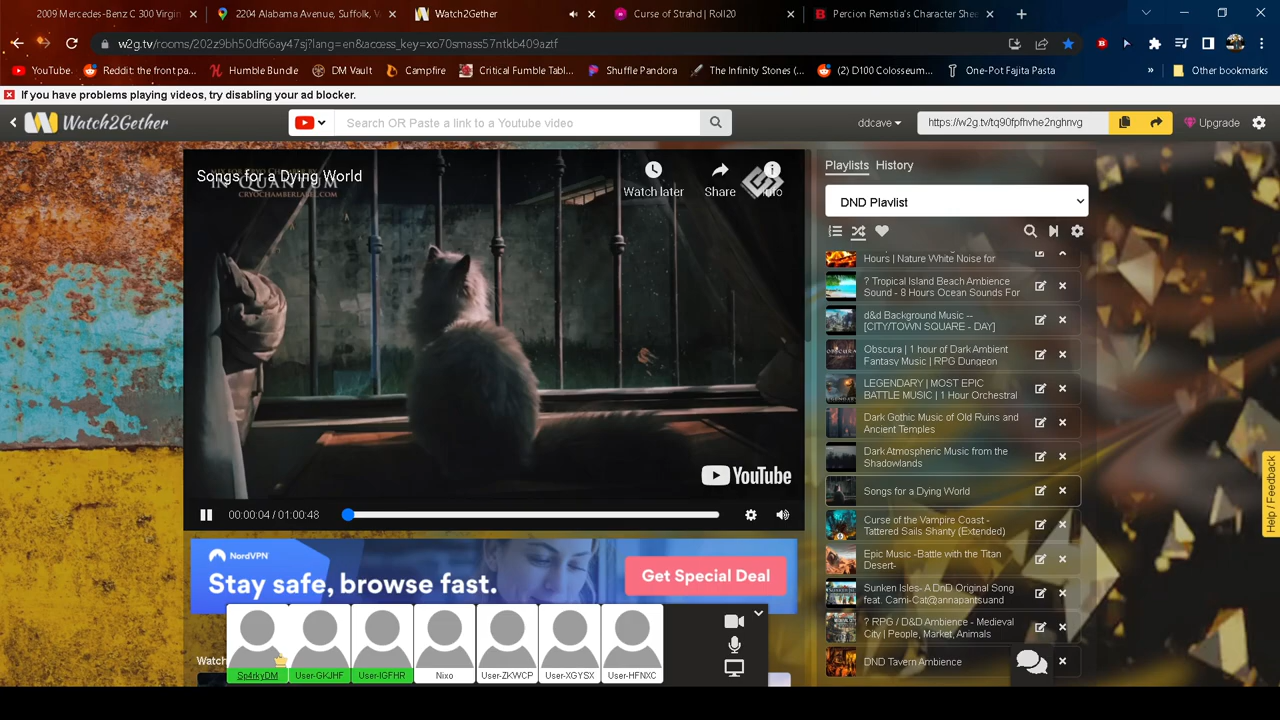 2009 Mercedes-Benz C 300 Virgin
2204 Alabama Avenue, Suffolk, V
Watch2Gether
Curse of Strahd | Roll20
Percion Remstia's Character She
w2g.tv/rooms/202z9bh50df66ay47sj?lang=en&access_key=xo70smass57ntkb409aztf
YouTube
Reddit: the front pa...
Humble Bundle
DM Vault
Campfire
Critical Fumble Tabl...
Shuffle Pandora
The Infinity Stones (...
(2) D100 Colosseum...
One-Pot Fajita Pasta
»
Other bookmarks
If you have problems playing videos, try disabling your ad blocker.
Watch2Gether
Search OR Paste a link to a Youtube video
ddcave
https://w2g.tv/tq90fpfhvhe2nghnvg
Upgrade
Songs for a Dying World
IN QUANTUM
CRYOCHAMBERLABEL.COM
Watch later
Share
Info
YouTube
00:00:04 / 01:00:48
NordVPN
Stay safe, browse fast.
Get Special Deal
Watch
Sp4rkyDM
User-GKJHF
User-IGFHR
Nixo
User-ZKWCP
User-XGYSX
User-HFNXC
Playlists
History
DND Playlist
Hours | Nature White Noise for
? Tropical Island Beach Ambience
Sound - 8 Hours Ocean Sounds For
d&d Background Music --
[CITY/TOWN SQUARE - DAY]
Obscura | 1 hour of Dark Ambient
Fantasy Music | RPG Dungeon
LEGENDARY | MOST EPIC
BATTLE MUSIC | 1 Hour Orchestral
Dark Gothic Music of Old Ruins and
Ancient Temples
Dark Atmospheric Music from the
Shadowlands
Songs for a Dying World
Curse of the Vampire Coast -
Tattered Sails Shanty (Extended)
Epic Music -Battle with the Titan
Desert-
Sunken Isles- A DnD Original Song
feat. Cami-Cat@annapantsuand
? RPG / D&D Ambience - Medieval
City | People, Market, Animals
DND Tavern Ambience
Help / Feedback